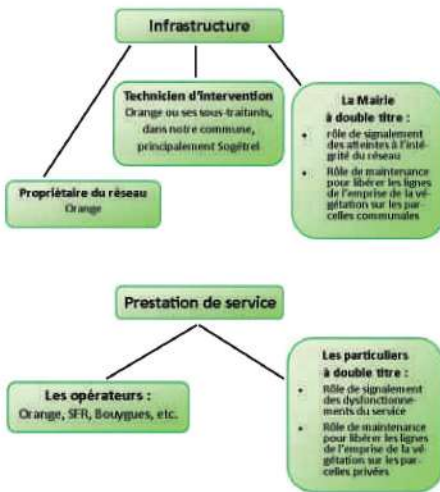 Infrastructure
Technicien d'intervention
Orange ou ses sous-traitants,
dans notre commune,
principalement Sogétrel
La Mairie
à double titre :
• rôle de signalement
des atteintes à l'inté-
grité du réseau
• Rôle de maintenance
pour libérer les lignes
de l'emprise de la vé-
gétation sur les par-
celles communales
Propriétaire du réseau
Orange
Prestation de service
Les opérateurs :
Orange, SFR, Bouygues, etc.
Les particuliers
à double titre :
• Rôle de signalement
des dysfonctionne-
ments du service
• Rôle de maintenance
pour libérer les lignes
de l'emprise de la vé-
gétation sur les par-
celles privées